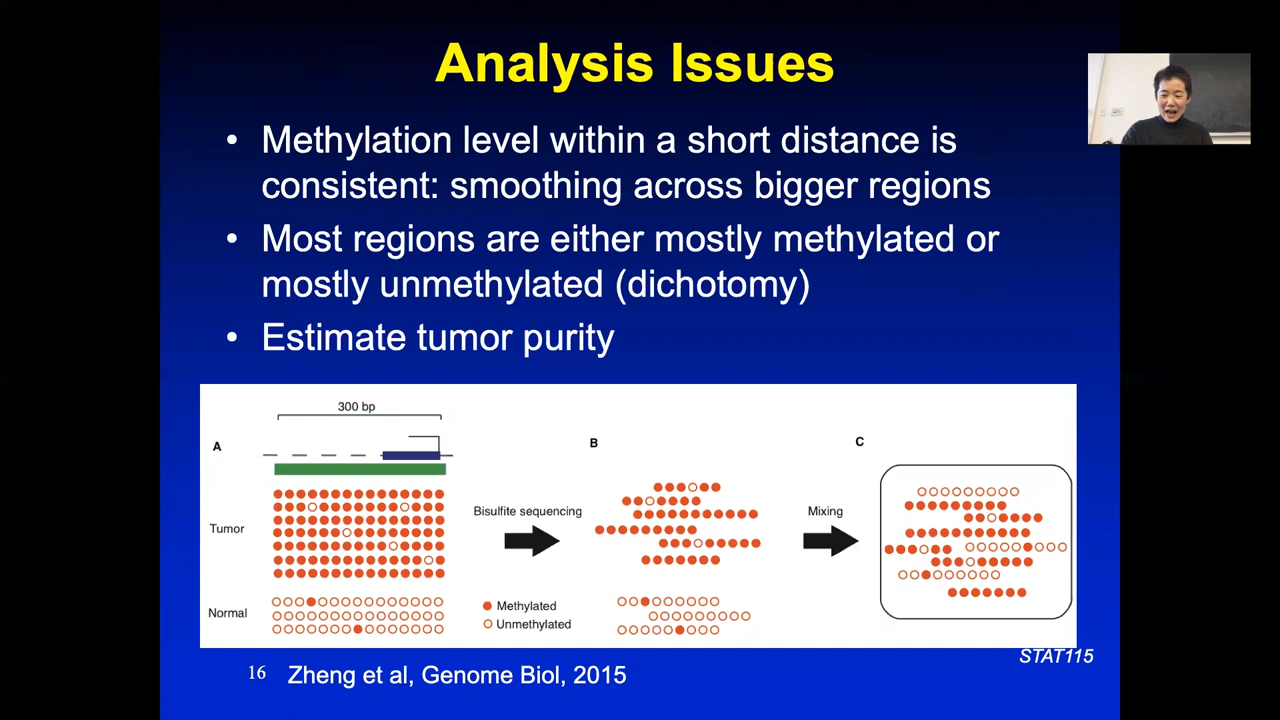 Analysis Issues
• Methylation level within a short distance is
consistent: smoothing across bigger regions
• Most regions are either mostly methylated or
mostly unmethylated (dichotomy)
• Estimate tumor purity
300 bp
A
B
C
Tumor
Bisulfite sequencing
Mixing
Normal
Methylated
Unmethylated
STAT115
16 Zheng et al, Genome Biol, 2015